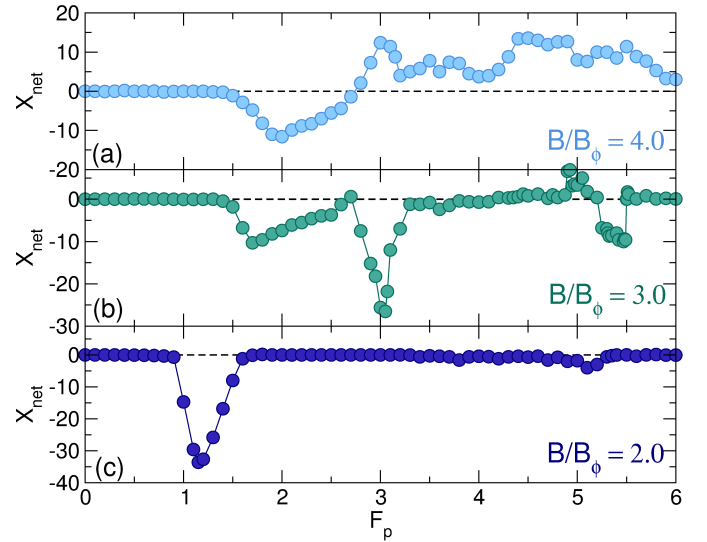 20
10
0
-10
-20
X_net
(a)
B/B_ϕ = 4.0
0
-10
-20
-30
X_net
(b)
B/B_ϕ = 3.0
0
-10
-20
-30
-40
X_net
(c)
B/B_ϕ = 2.0
0 1 2 3 4 5 6
F_p